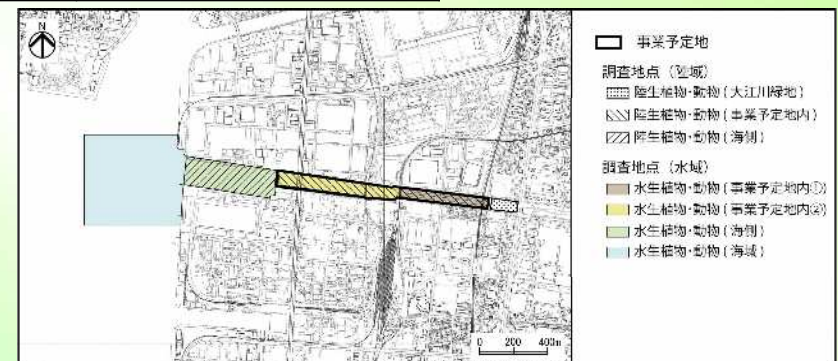 N
0 200 400m
事業予定地
調査地点（陸域）
陸生植物・動物（大江川緑地）
陸生植物・動物（事業予定地内）
陸生植物・動物（海側）
調査地点（水域）
水生植物・動物（事業予定地内①）
水生植物・動物（事業予定地内②）
水生植物・動物（海側）
水生植物・動物（海域）